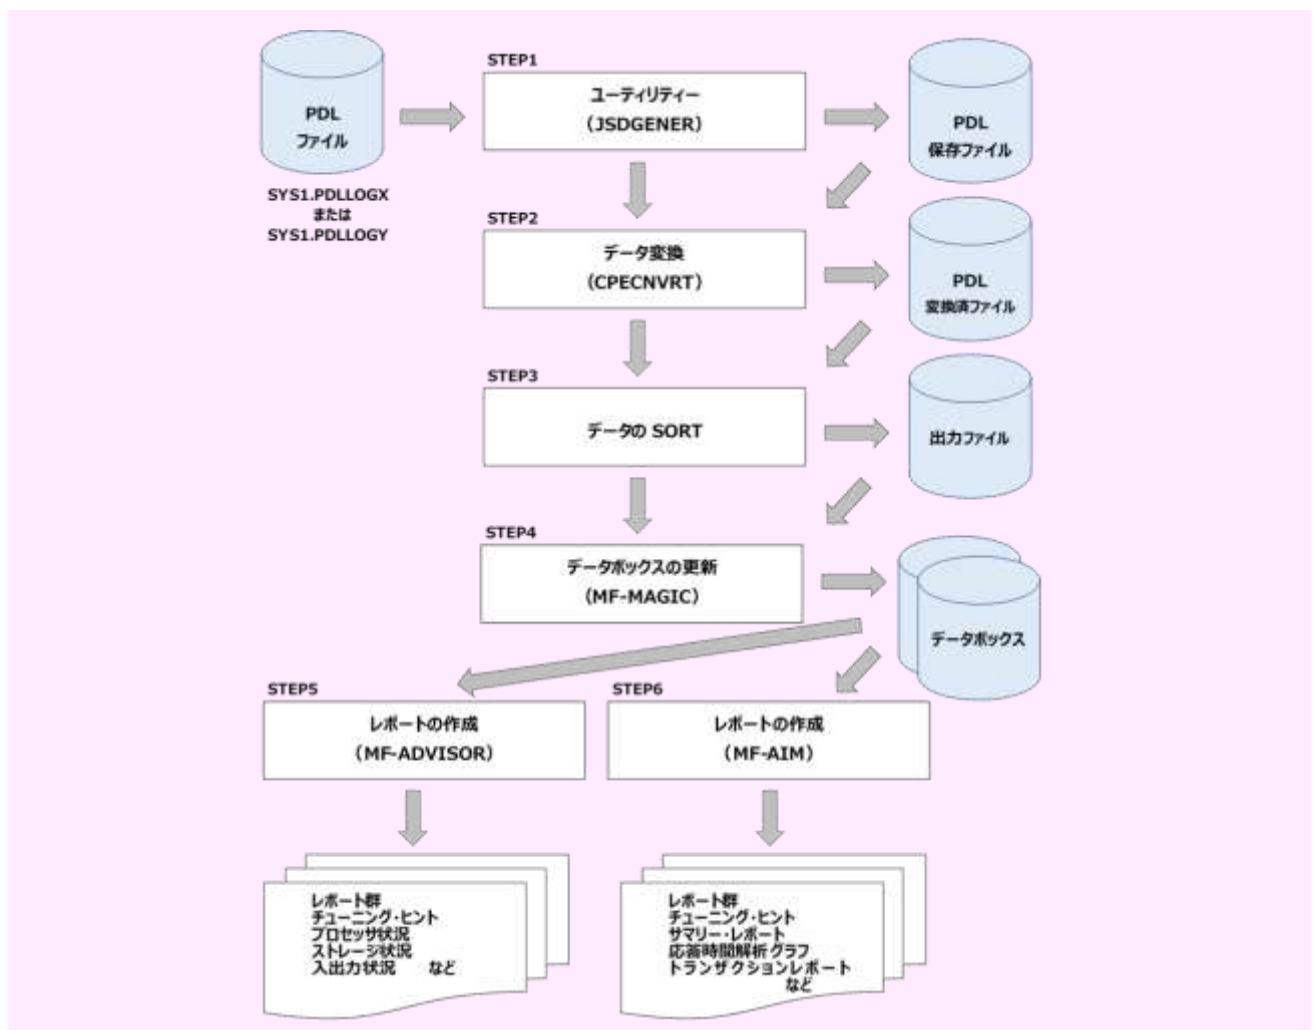 PDL
ファイル
SYS1.PDLLOGX
または
SYS1.PDLLOGY
STEP1
ユーティリティー
（JSDGENER）
PDL
保存ファイル
STEP2
データ変換
（CPECNVRT）
PDL
変換済ファイル
STEP3
データの SORT
出力ファイル
STEP4
データボックスの更新
（MF-MAGIC）
データボックス
STEP5
レポートの作成
（MF-ADVISOR）
STEP6
レポートの作成
（MF-AIM）
レポート群
チューニング・ヒント
プロセッサ状況
ストレージ状況
入出力状況　など
レポート群
チューニング・ヒント
サマリー・レポート
応答時間解析グラフ
トランザクションレポート
など